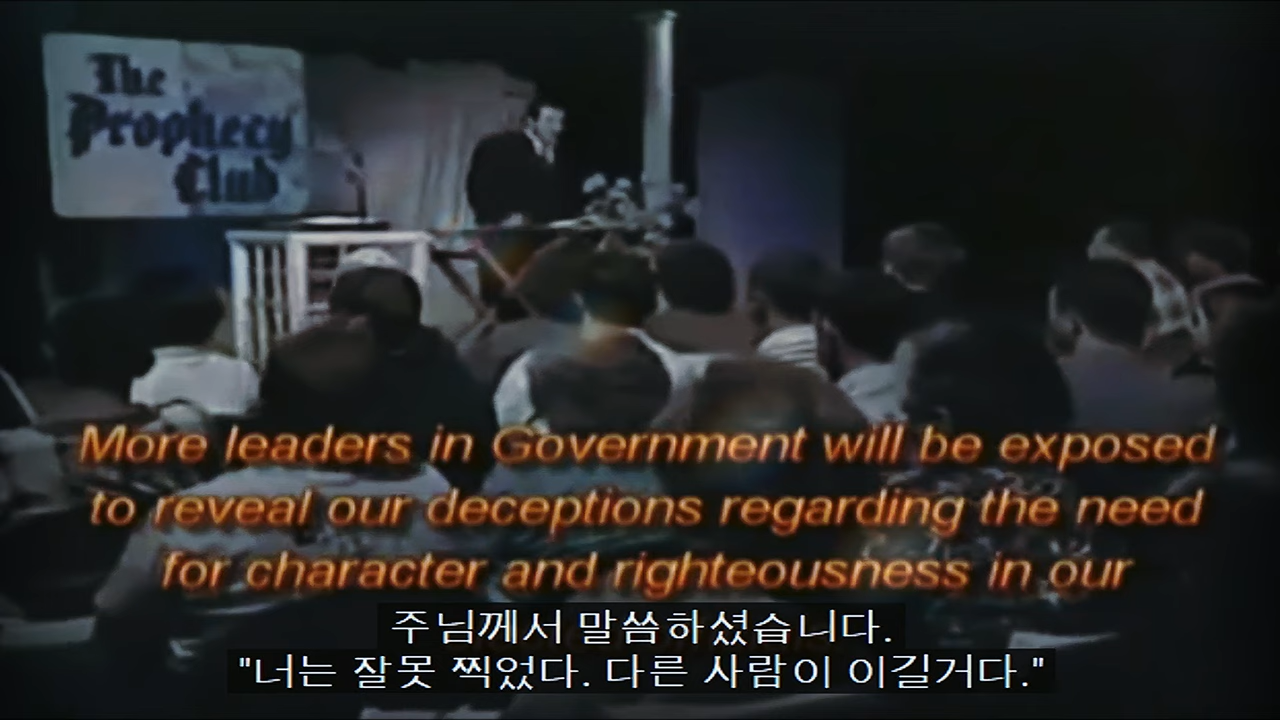 The
Prophecy
Club
More leaders in Government will be exposed
to reveal our deceptions regarding the need
for character and righteousness in our
주님께서 말씀하셨습니다.
"너는 잘못 찍었다. 다른 사람이 이길거다."